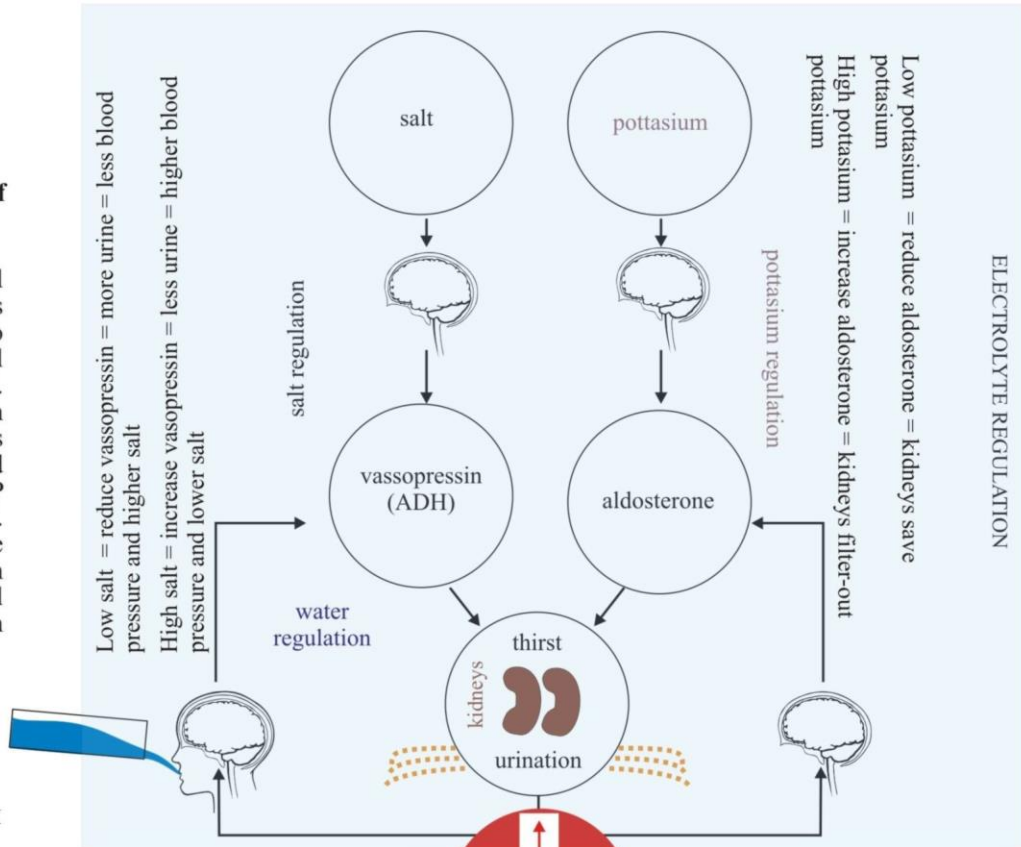 salt
pottasium
Low pottasium = reduce aldosterone = kidneys save
pottasium
High pottasium = increase aldosterone = kidneys filter-out
pottasium
ELECTROLYTE REGULATION
Low salt = reduce vassopressin = more urine = less blood
pressure and higher salt
High salt = increase vasopressin = less urine = higher blood
pressure and lower salt
salt regulation
pottasium regulation
vassopressin
(ADH)
aldosterone
water
regulation
thirst
kidneys
urination